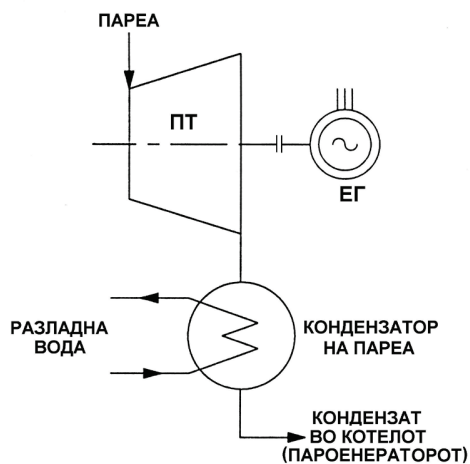 ПАРЕА
ПТ
ЕГ
РАЗЛАДНА
ВОДА
КОНДЕНЗАТОР
НА ПАРЕА
КОНДЕНЗАТ
ВО КОТЕЛОТ
(ПАРОЕНЕРАТОРОТ)